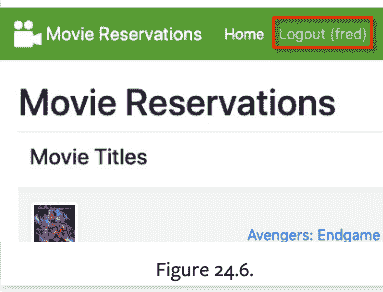 Movie Reservations Home Logout (fred)
Movie Reservations
Movie Titles
Avengers: Endgame
Figure 24.6.